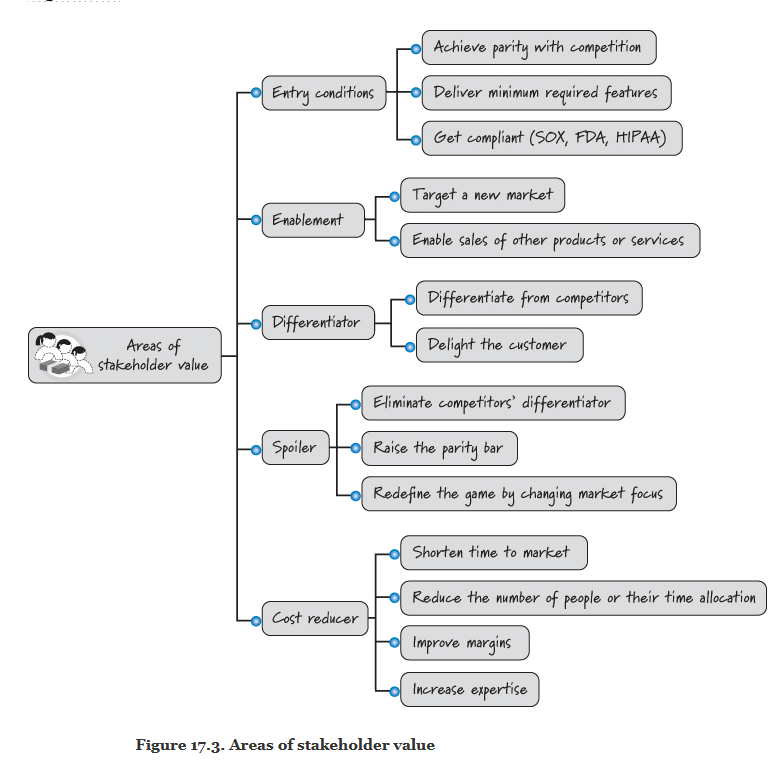 Achieve parity with competition
Entry conditions
Deliver minimum required features
Get compliant (SOX, FDA, HIPAA)
Target a new market
Enablement
Enable sales of other products or services
Differentiate from competitors
Differentiator
Delight the customer
Areas of
stakeholder value
Eliminate competitors' differentiator
Spoiler
Raise the parity bar
Redefine the game by changing market focus
Shorten time to market
Reduce the number of people or their time allocation
Cost reducer
Improve margins
Increase expertise
Figure 17.3. Areas of stakeholder value